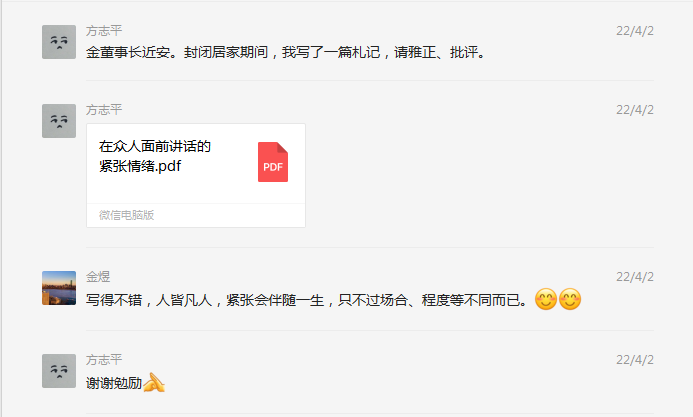 方志平
22/4/2
金董事长近安。封闭居家期间，我写了一篇札记，请雅正、批评。
方志平
22/4/2
在众人面前讲话的
紧张情绪.pdf
PDF
微信电脑版
金煜
22/4/2
写得不错，人皆凡人，紧张会伴随一生，只不过场合、程度等不同而已。
方志平
22/4/2
谢谢勉励